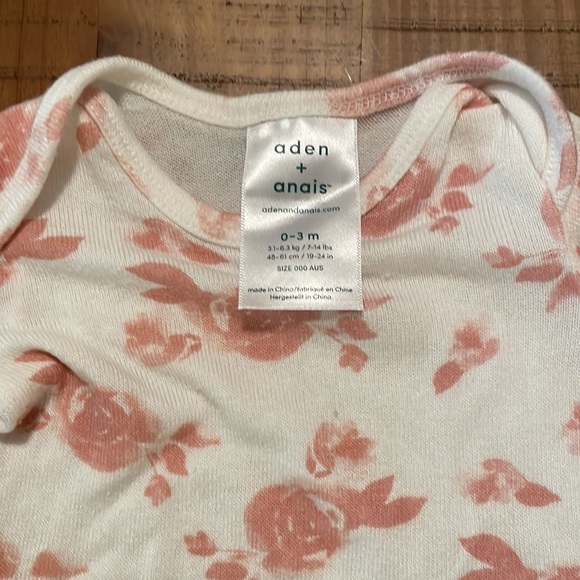 aden
+
anais™
adenandanais.com
0-3 m
3.1-6.3 kg / 7-14 lbs
48-61 cm / 19-24 in
SIZE 000 AUS
made in China/fabriqué en Chine
Hergestellt in China.